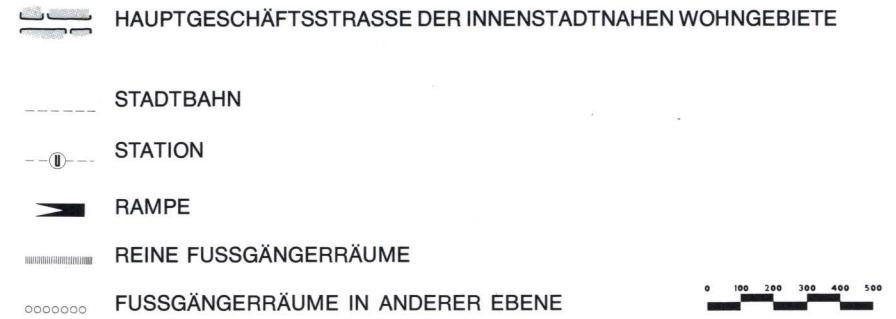 HAUPTGESCHÄFTSSTRASSE DER INNENSTADTNAHEN WOHNGEBIETE
STADTBAHN
U STATION
RAMPE
REINE FUSSGÄNGERRÄUME
FUSSGÄNGERRÄUME IN ANDERER EBENE
0 100 200 300 400 500